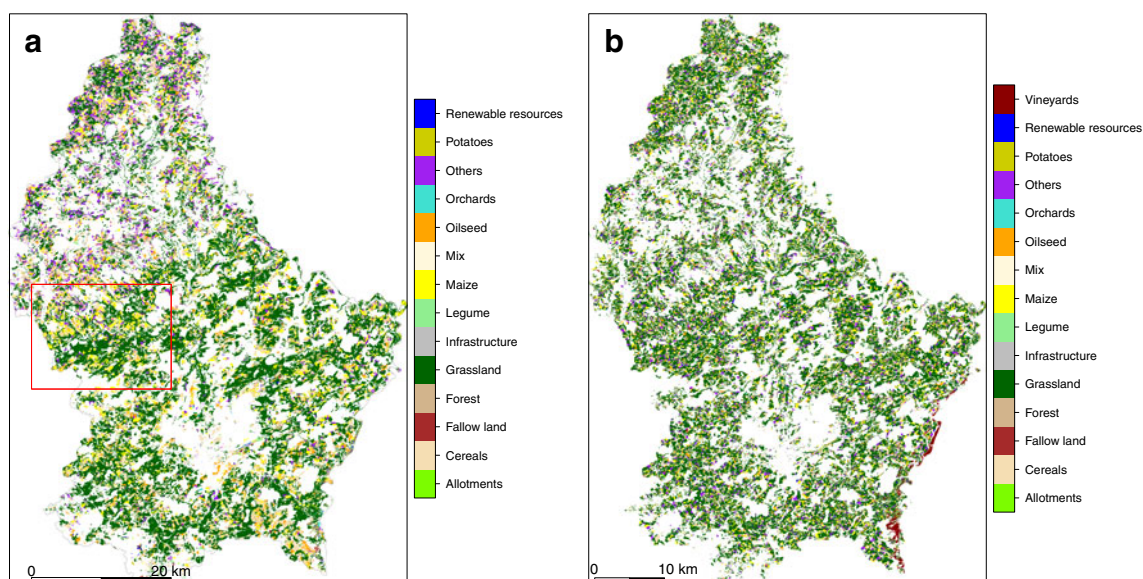 a
Renewable resources
Potatoes
Others
Orchards
Oilseed
Mix
Maize
Legume
Infrastructure
Grassland
Forest
Fallow land
Cereals
Allotments
0 20 km
b
Vineyards
Renewable resources
Potatoes
Others
Orchards
Oilseed
Mix
Maize
Legume
Infrastructure
Grassland
Forest
Fallow land
Cereals
Allotments
0 10 km